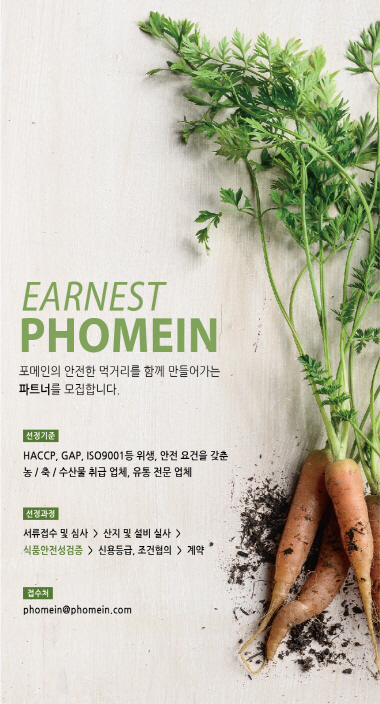 EARNEST
PHOMEIN
포메인의 안전한 먹거리를 함께 만들어가는
파트너를 모집합니다.
선정기준
HACCP, GAP, ISO9001등 위생, 안전 요건을 갖춘
농 / 축 / 수산물 취급 업체, 유통 전문 업체
선정과정
서류접수 및 심사 > 산지 및 설비 실사 >
식품안전성검증 > 신용등급, 조건협의 > 계약
접수처
phomein@phomein.com